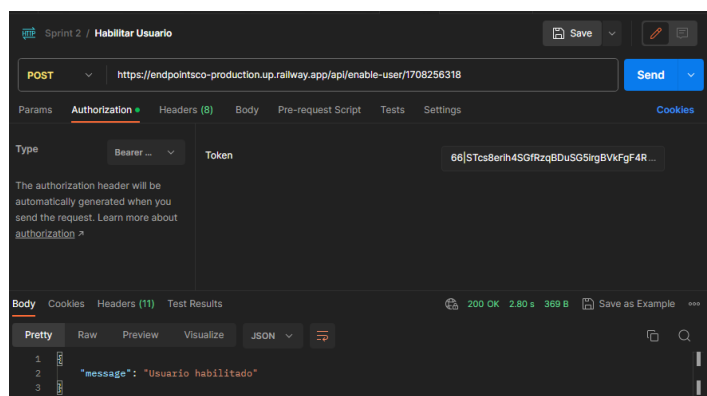 HTTP Sprint 2 / Habilitar Usuario Save
POST https://endpointsco-production.up.railway.app/api/enable-user/1708256318 Send
Params Authorization Headers (8) Body Pre-request Script Tests Settings Cookies
Type Bearer ... Token 66|STcs8erih4SGfRzqBDuSG5irgBVkFgF4R...
The authorization header will be
automatically generated when you
send the request. Learn more about
authorization ↗
Body Cookies Headers (11) Test Results 200 OK 2.80 s 369 B Save as Example
Pretty Raw Preview Visualize JSON
1 {
2 "message": "Usuario habilitado"
3 }